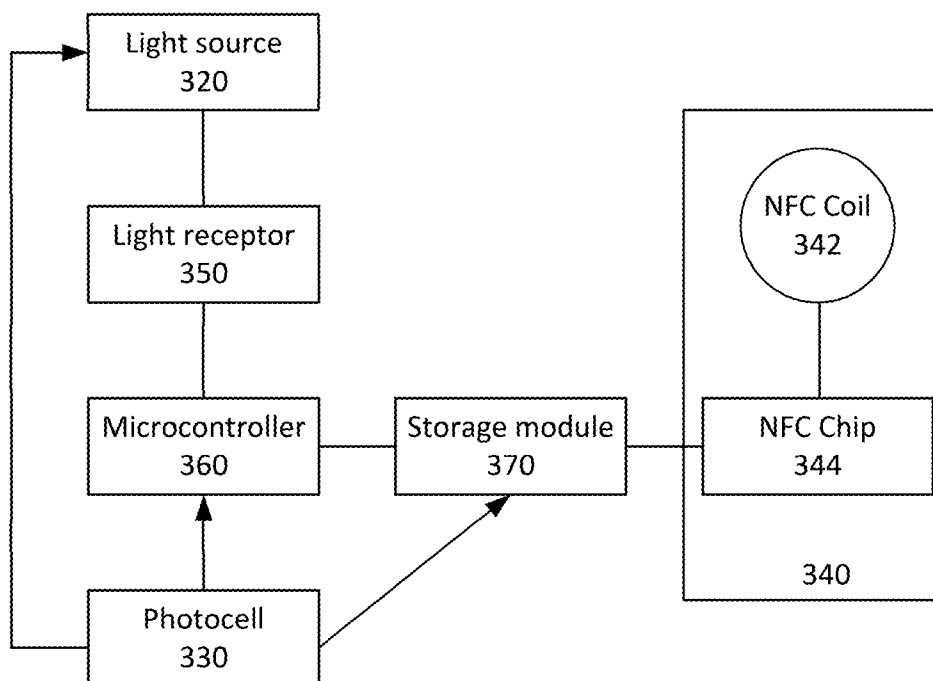 Light source
320
Light receptor
350
NFC Coil
342
Microcontroller
360
Storage module
370
NFC Chip
344
340
Photocell
330